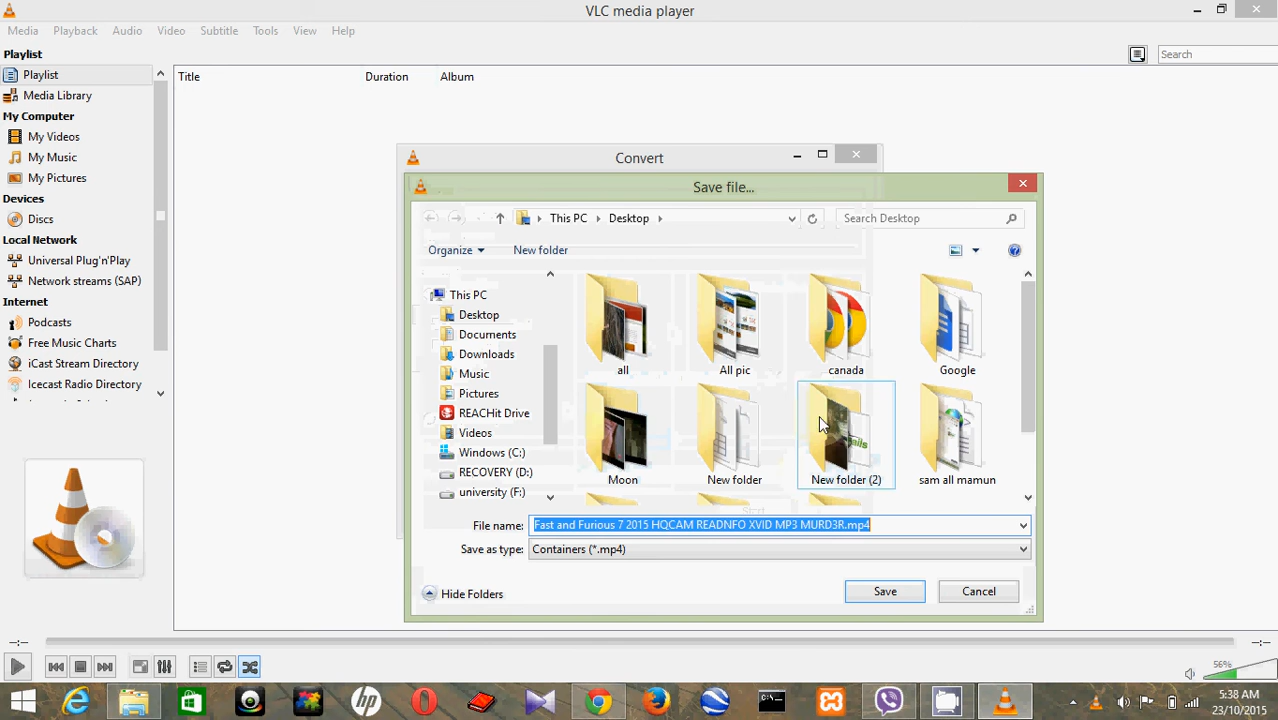 VLC media player
Media Playback Audio Video Subtitle Tools View Help
Playlist
Playlist
Media Library
My Computer
My Videos
My Music
My Pictures
Devices
Discs
Local Network
Universal Plug'n'Play
Network streams (SAP)
Internet
Podcasts
Free Music Charts
iCast Stream Directory
Icecast Radio Directory
Title Duration Album
Search
Convert
Save file...
This PC Desktop
Search Desktop
Organize New folder
This PC
Desktop
Documents
Downloads
Music
Pictures
REACHit Drive
Videos
Windows (C:)
RECOVERY (D:)
university (F:)
all All pic canada Google
Moon New folder New folder (2) sam all mamun
Start
File name: Fast and Furious 7 2015 HQCAM READNFO XVID MP3 MURD3R.mp4
Save as type: Containers (*.mp4)
Hide Folders Save Cancel
--:-- --:--
56%
5:38 AM
23/10/2015